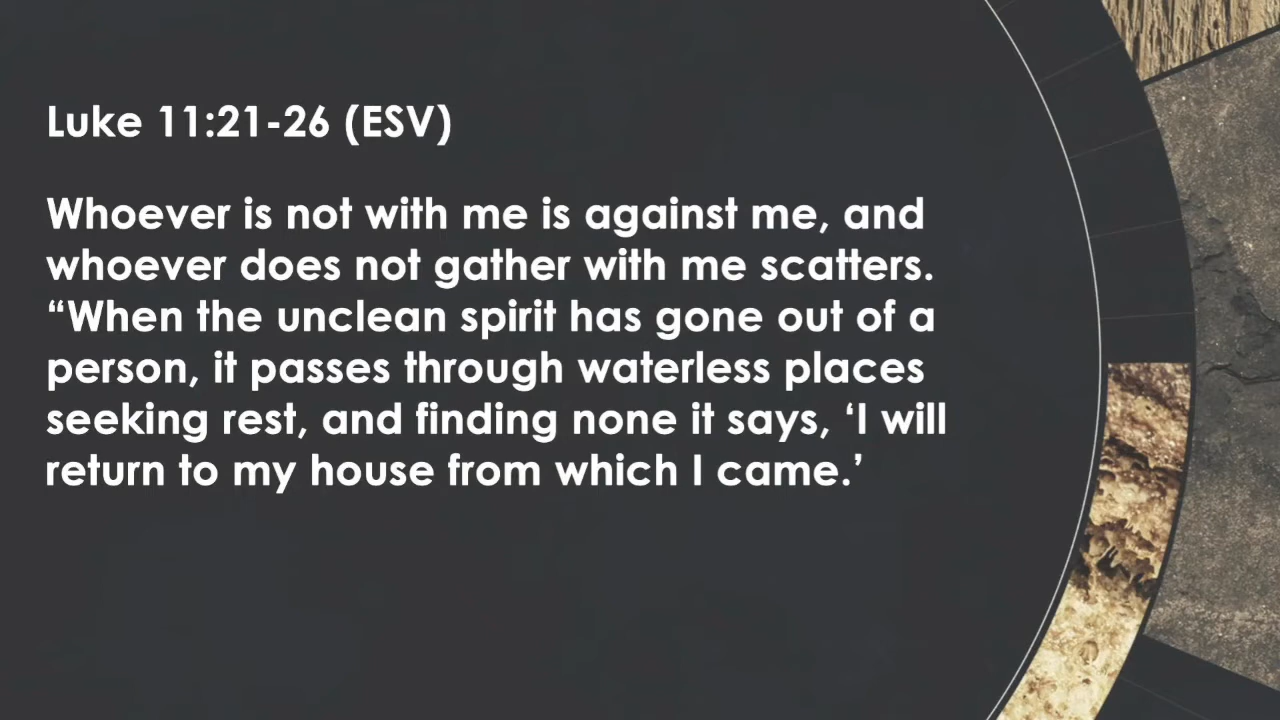 Luke 11:21-26 (ESV)
Whoever is not with me is against me, and
whoever does not gather with me scatters.
“When the unclean spirit has gone out of a
person, it passes through waterless places
seeking rest, and finding none it says, ‘I will
return to my house from which I came.’